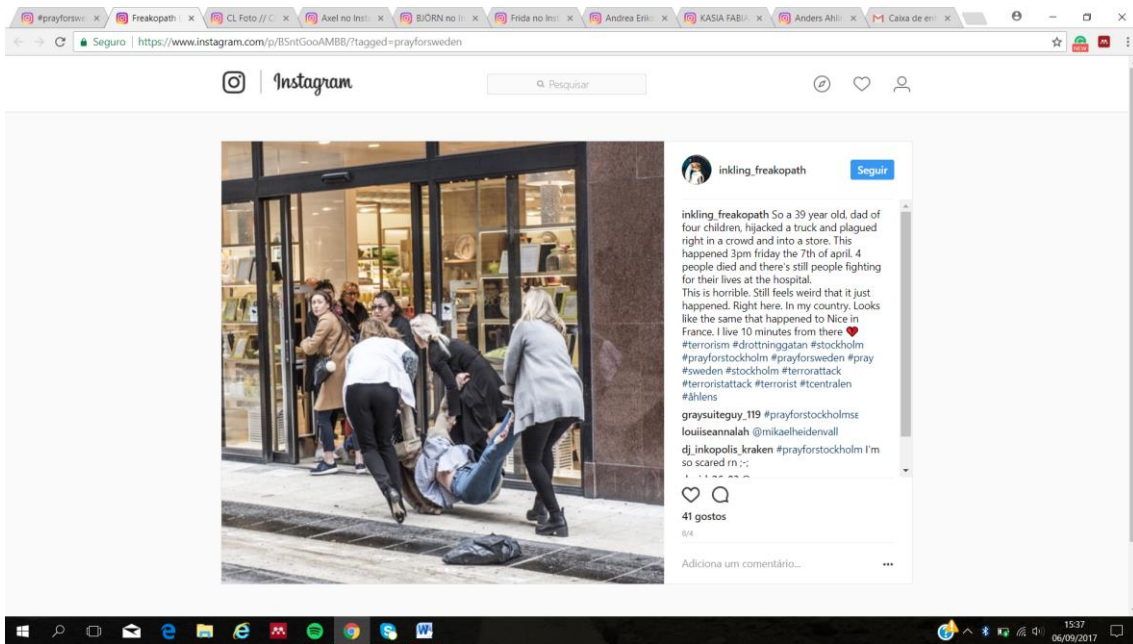 #prayforswe
Freakopath
CL Foto // C
Axel no Inst
BJÖRN no I
Frida no Inst
Andrea Eriks
KASIA FABIA
Anders Ahlb
Caixa de en
Seguro | https://www.instagram.com/p/BSntGooAMBB/?tagged=prayforsweden
NEW
Instagram
Pesquisar
inkling_freakopath
Seguir
inkling_freakopath So a 39 year old, dad of
four children, hijacked a truck and plagued
right in a crowd and into a store. This
happened 3pm friday the 7th of april. 4
people died and there's still people fighting
for their lives at the hospital.
This is horrible. Still feels weird that it just
happened. Right here. In my country. Looks
like the same that happened to Nice in
France. I live 10 minutes from there
#terrorism #drottninggatan #stockholm
#prayforstockholm #prayforsweden #pray
#sweden #stockholm #terrorattack
#terroristattack #terrorist #tcentralen
#åhlens
graysuiteguy_119 #prayforstockholmse
louiiseannalah @mikaelheidenvall
dj_inkopolis_kraken #prayforstockholm I'm
so scared rn ;-;
41 gostos
8/4
Adiciona um comentário...
15:37
06/09/2017